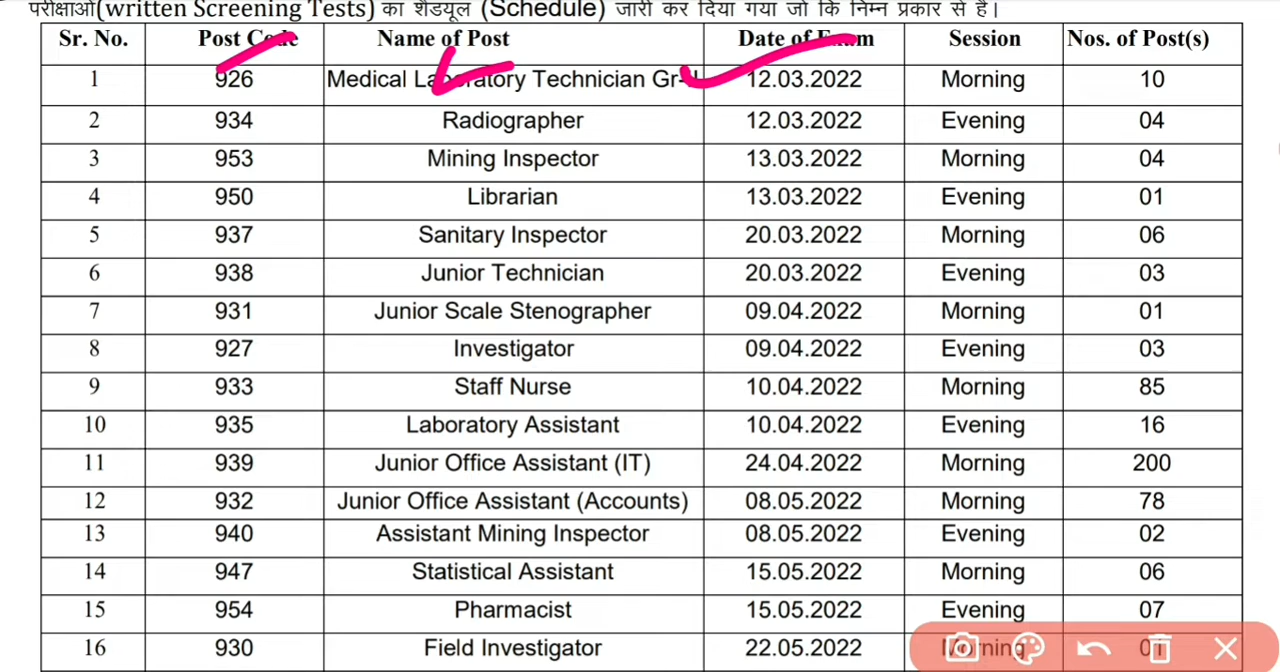 परीक्षाओं(written Screening Tests) का शैडयूल (Schedule) जारी कर दिया गया जो कि निम्न प्रकार से है।
Sr. No. Post Code Name of Post Date of Exam Session Nos. of Post(s)
1 926 Medical Laboratory Technician 12.03.2022 Morning 10
2 934 Radiographer 12.03.2022 Evening 04
3 953 Mining Inspector 13.03.2022 Morning 04
4 950 Librarian 13.03.2022 Evening 01
5 937 Sanitary Inspector 20.03.2022 Morning 06
6 938 Junior Technician 20.03.2022 Evening 03
7 931 Junior Scale Stenographer 09.04.2022 Morning 01
8 927 Investigator 09.04.2022 Evening 03
9 933 Staff Nurse 10.04.2022 Morning 85
10 935 Laboratory Assistant 10.04.2022 Evening 16
11 939 Junior Office Assistant (IT) 24.04.2022 Morning 200
12 932 Junior Office Assistant (Accounts) 08.05.2022 Morning 78
13 940 Assistant Mining Inspector 08.05.2022 Evening 02
14 947 Statistical Assistant 15.05.2022 Morning 06
15 954 Pharmacist 15.05.2022 Evening 07
16 930 Field Investigator 22.05.2022 Morning